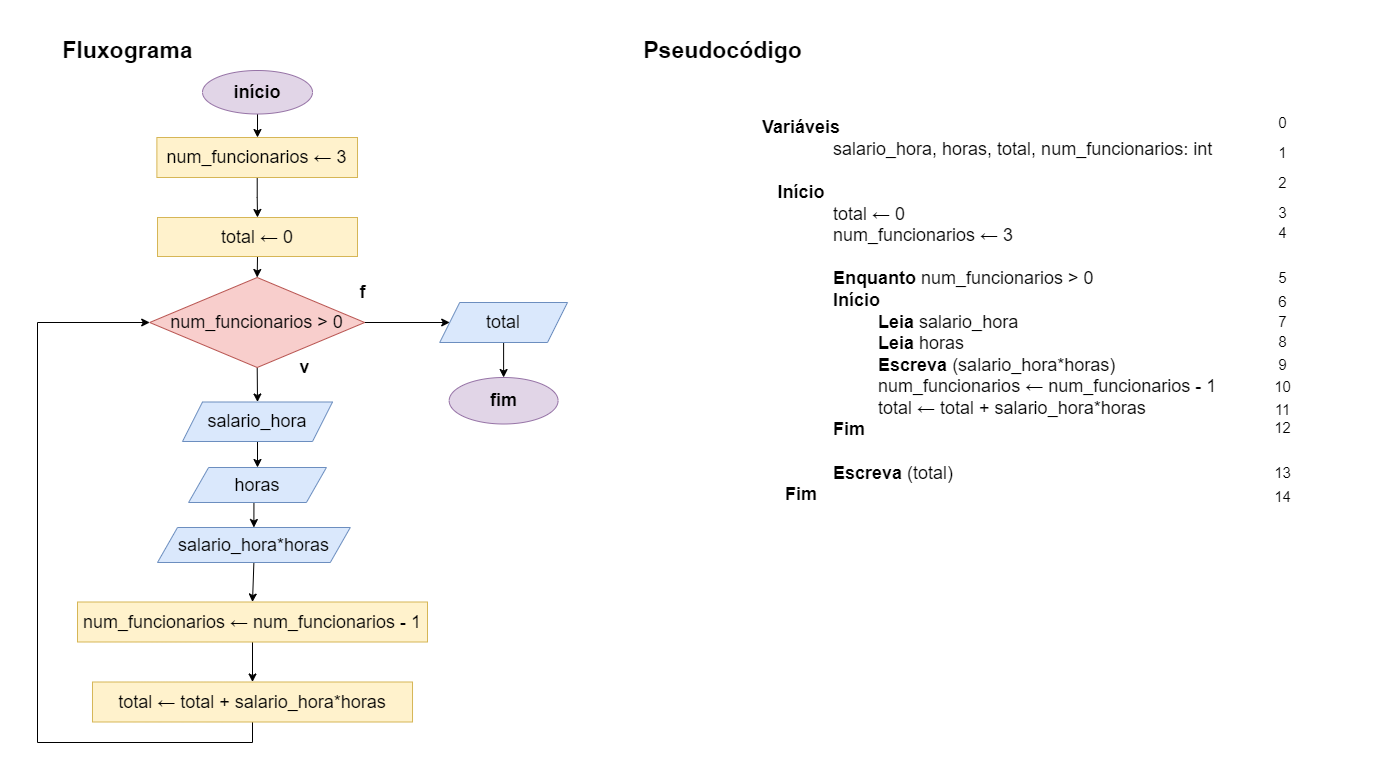 Fluxograma
início
num_funcionarios ← 3
total ← 0
num_funcionarios > 0
f
total
fim
v
salario_hora
horas
salario_hora*horas
num_funcionarios ← num_funcionarios - 1
total ← total + salario_hora*horas
Pseudocódigo
Variáveis 0
salario_hora, horas, total, num_funcionarios: int 1
Início 2
total ← 0 3
num_funcionarios ← 3 4
Enquanto num_funcionarios > 0 5
Início 6
Leia salario_hora 7
Leia horas 8
Escreva (salario_hora*horas) 9
num_funcionarios ← num_funcionarios - 1 10
total ← total + salario_hora*horas 11
Fim 12
Escreva (total) 13
Fim 14